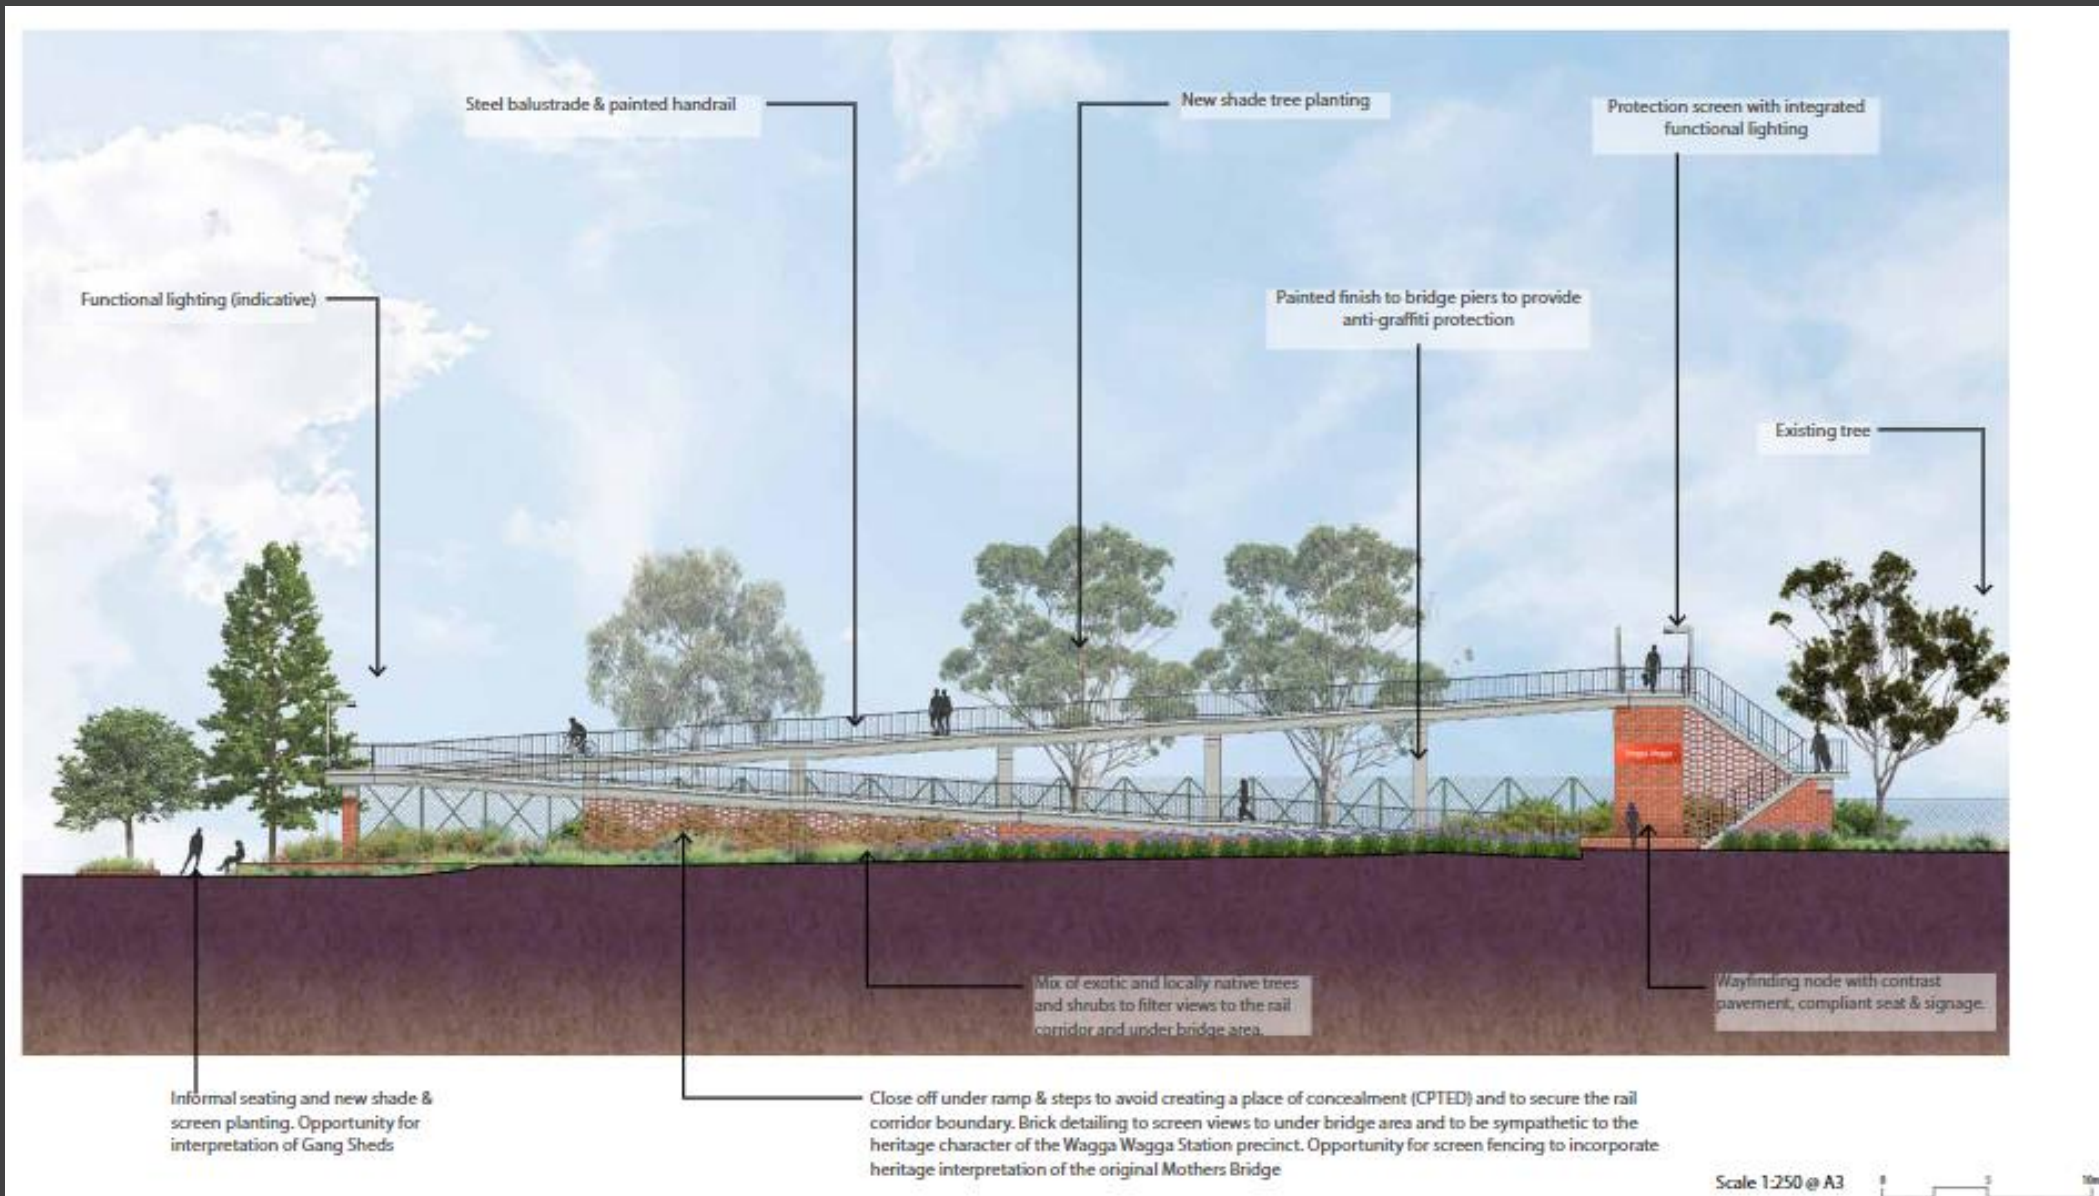 Steel balustrade & painted handrail
New shade tree planting
Protection screen with integrated
functional lighting
Functional lighting (indicative)
Painted finish to bridge piers to provide
anti-graffiti protection
Existing tree
Wagga Wagga
Mix of exotic and locally native trees
and shrubs to filter views to the rail
corridor and under bridge area.
Wayfinding node with contrast
pavement, compliant seat & signage.
Informal seating and new shade &
screen planting. Opportunity for
interpretation of Gang Sheds
Close off under ramp & steps to avoid creating a place of concealment (CPTED) and to secure the rail
corridor boundary. Brick detailing to screen views to under bridge area and to be sympathetic to the
heritage character of the Wagga Wagga Station precinct. Opportunity for screen fencing to incorporate
heritage interpretation of the original Mothers Bridge
Scale 1:250 @ A3
0 5 10m